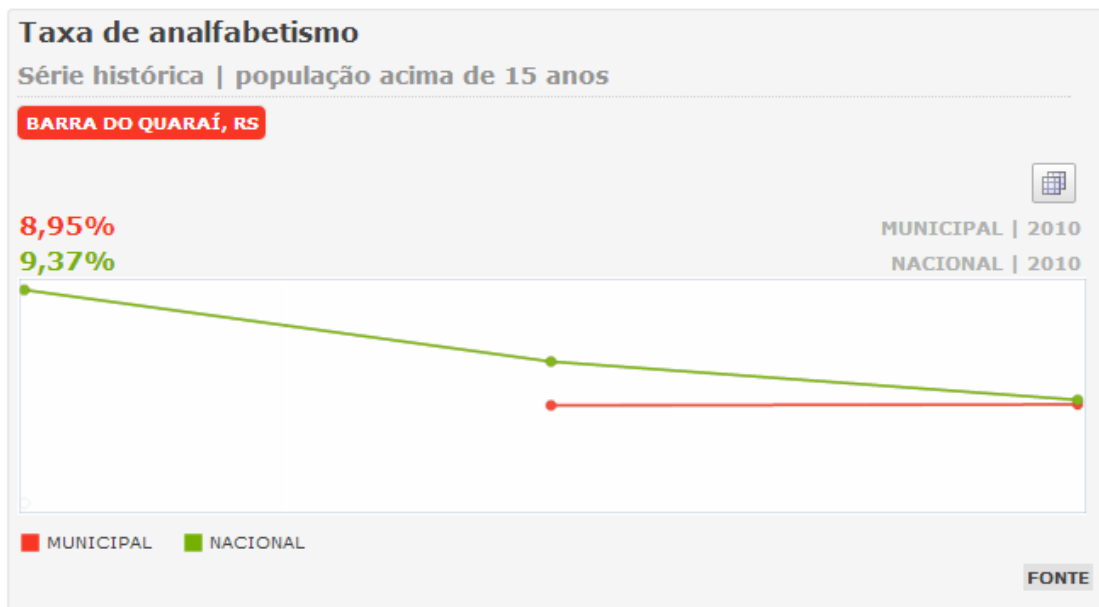 Taxa de analfabetismo
Série histórica | população acima de 15 anos
BARRA DO QUARAÍ, RS
8,95% MUNICIPAL | 2010
9,37% NACIONAL | 2010
MUNICIPAL NACIONAL
FONTE